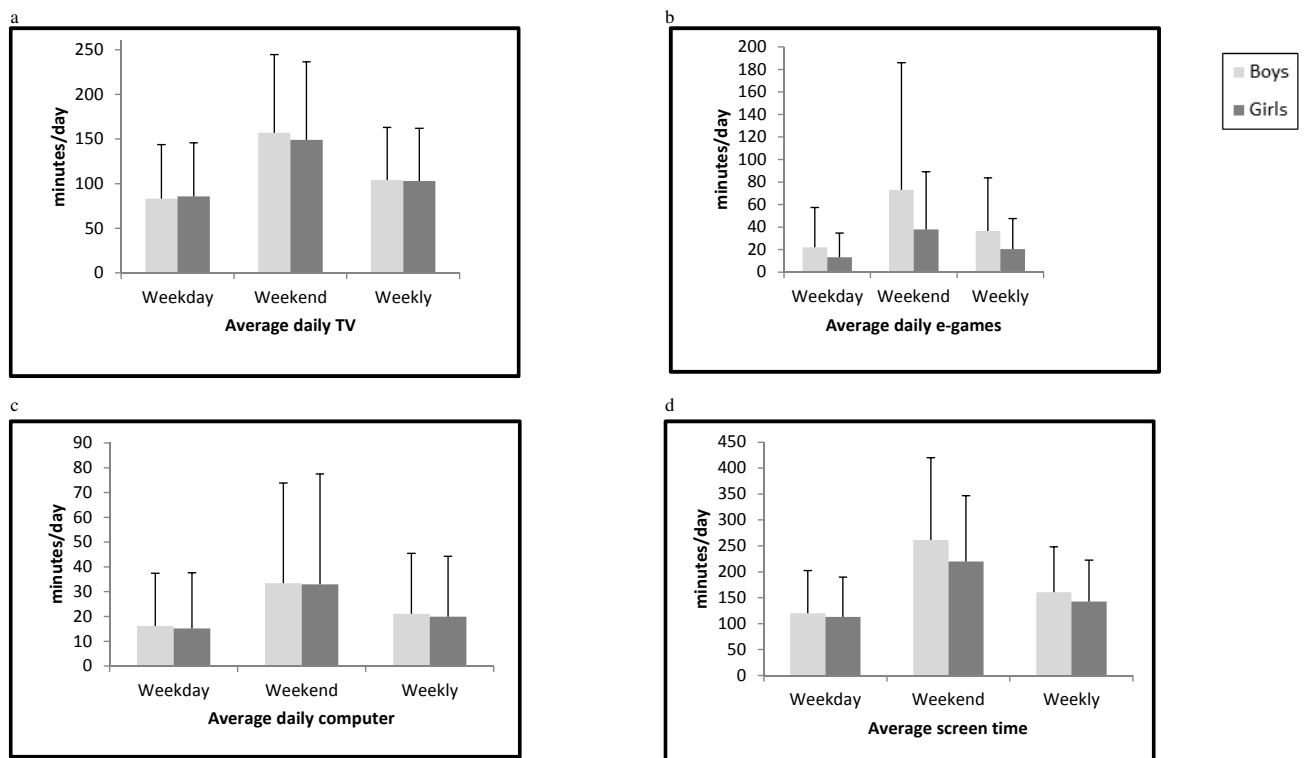 a
250
200
150
100
50
0
minutes/day
Weekday Weekend Weekly
Average daily TV
b
200
180
160
140
120
100
80
60
40
20
0
minutes/day
Weekday Weekend Weekly
Average daily e-games
Boys
Girls
c
90
80
70
60
50
40
30
20
10
0
minutes/day
Weekday Weekend Weekly
Average daily computer
d
450
400
350
300
250
200
150
100
50
0
minutes/day
Weekday Weekend Weekly
Average screen time